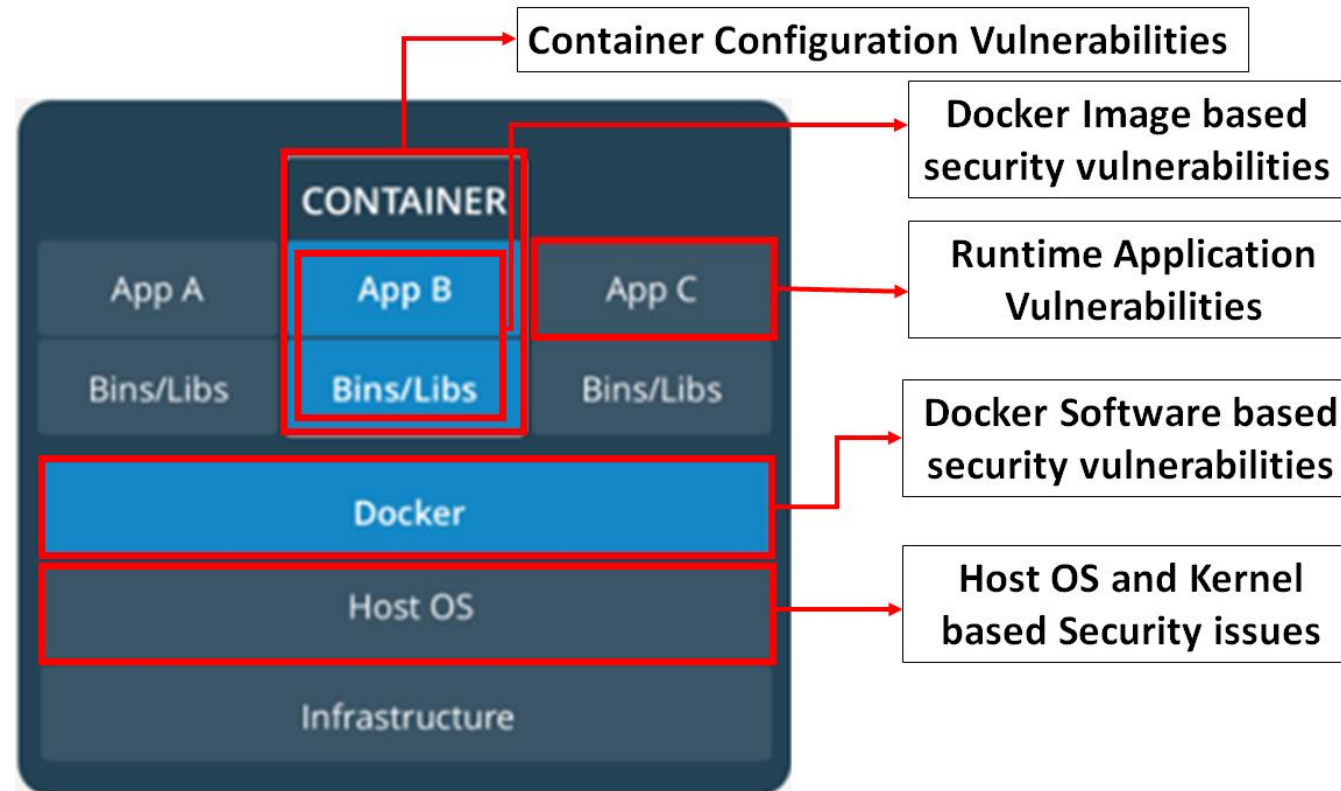 Container Configuration Vulnerabilities
Docker Image based
security vulnerabilities
CONTAINER
App A
App B
App C
Runtime Application
Vulnerabilities
Bins/Libs
Bins/Libs
Bins/Libs
Docker Software based
security vulnerabilities
Docker
Host OS
Host OS and Kernel
based Security issues
Infrastructure